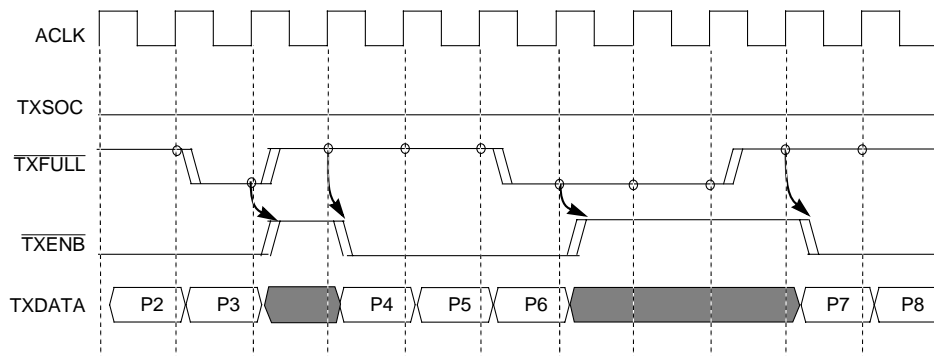 ACLK
TXSOC
TXFULL
TXENB
TXDATA P2 P3 P4 P5 P6 P7 P8